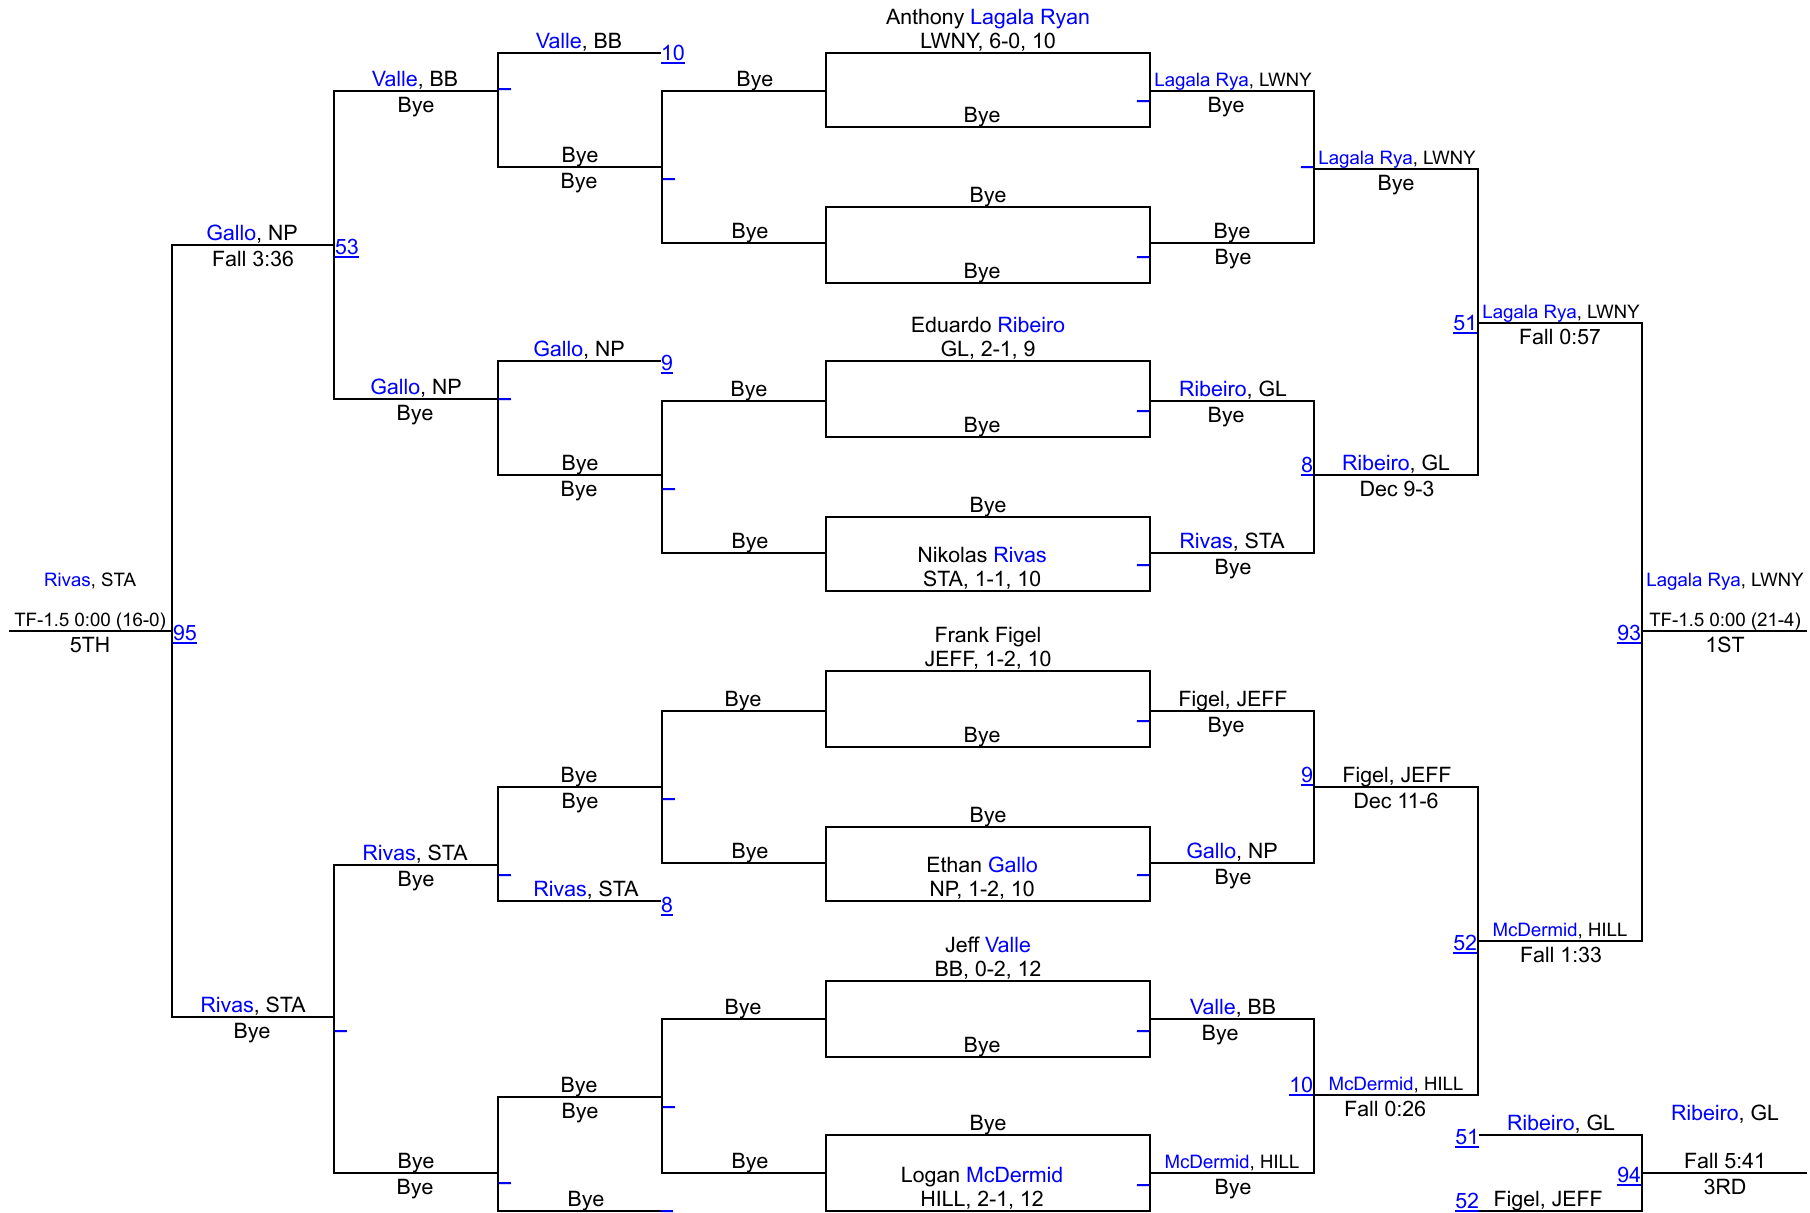 Anthony Lagala Ryan
LWNY, 6-0, 10
Valle, BB
10
Valle, BB
Bye
Bye
Lagala Rya, LWNY
Bye
Bye
Bye
Bye
Lagala Rya, LWNY
Bye
Bye
Bye
Bye
Bye
Gallo, NP
Fall 3:36
53
Bye
Lagala Rya, LWNY
Fall 0:57
51
Eduardo Ribeiro
GL, 2-1, 9
Gallo, NP
9
Gallo, NP
Bye
Bye
Ribeiro, GL
Bye
Bye
Bye
Bye
8
Ribeiro, GL
Dec 9-3
Bye
Bye
Rivas, STA
Bye
Nikolas Rivas
STA, 1-1, 10
Rivas, STA
TF-1.5 0:00 (16-0)
5TH
95
Lagala Rya, LWNY
TF-1.5 0:00 (21-4)
1ST
93
Frank Figel
JEFF, 1-2, 10
Bye
Figel, JEFF
Bye
Bye
Bye
Bye
9
Figel, JEFF
Dec 11-6
Bye
Rivas, STA
Bye
Bye
Gallo, NP
Bye
Ethan Gallo
NP, 1-2, 10
Rivas, STA
8
McDermid, HILL
Fall 1:33
52
Jeff Valle
BB, 0-2, 12
Rivas, STA
Bye
Bye
Valle, BB
Bye
Bye
Bye
Bye
10
McDermid, HILL
Fall 0:26
Bye
Ribeiro, GL
51
Ribeiro, GL
Bye
Bye
Bye
McDermid, HILL
Bye
Logan McDermid
HILL, 2-1, 12
Fall 5:41
3RD
94
Bye
52
Figel, JEFF